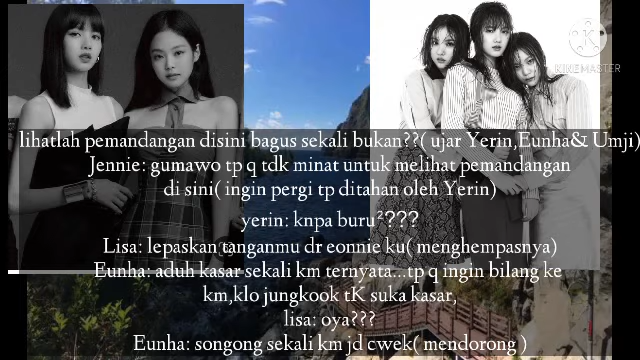 KINEMASTER
lihatlah pemandangan disini bagus sekali bukan??( ujar Yerin,Eunha& Umji)
Jennie: gumawo tp q tdk minat untuk melihat pemandangan
di sini( ingin pergi tp ditahan oleh Yerin)
yerin: knpa buru²????
Lisa: lepaskan tanganmu dr eonnie ku( menghempasnya)
Eunha: aduh kasar sekali km ternyata...tp q ingin bilang ke
km,klo jungkook tK suka kasar,
lisa: oya???
Eunha: songong sekali km jd cwek( mendorong )